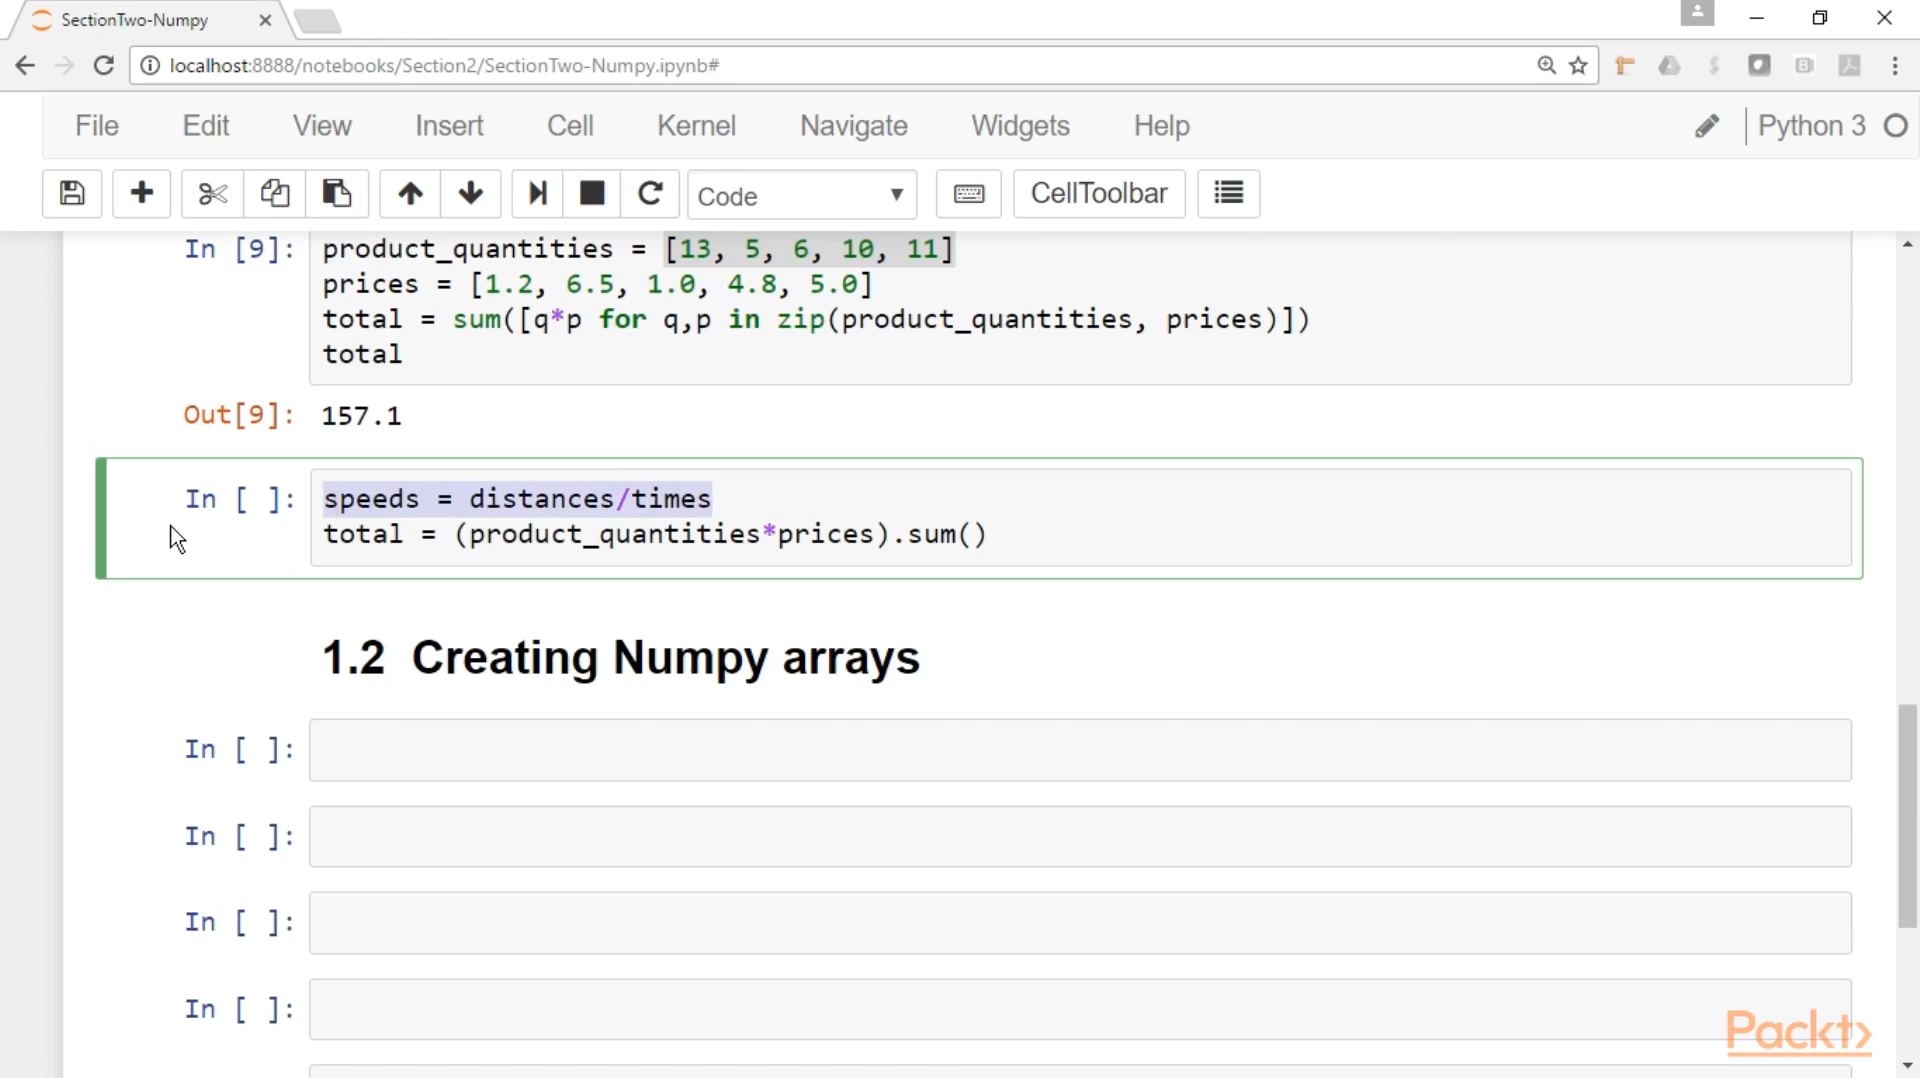 SectionTwo-Numpy
localhost:8888/notebooks/Section2/SectionTwo-Numpy.ipynb#
File Edit View Insert Cell Kernel Navigate Widgets Help Python 3
Code CellToolbar
In [9]: product_quantities = [13, 5, 6, 10, 11]
prices = [1.2, 6.5, 1.0, 4.8, 5.0]
total = sum([q*p for q,p in zip(product_quantities, prices)])
total
Out[9]: 157.1
In [ ]: speeds = distances/times
total = (product_quantities*prices).sum()
1.2 Creating Numpy arrays
In [ ]:
In [ ]:
In [ ]:
In [ ]:
Packt>